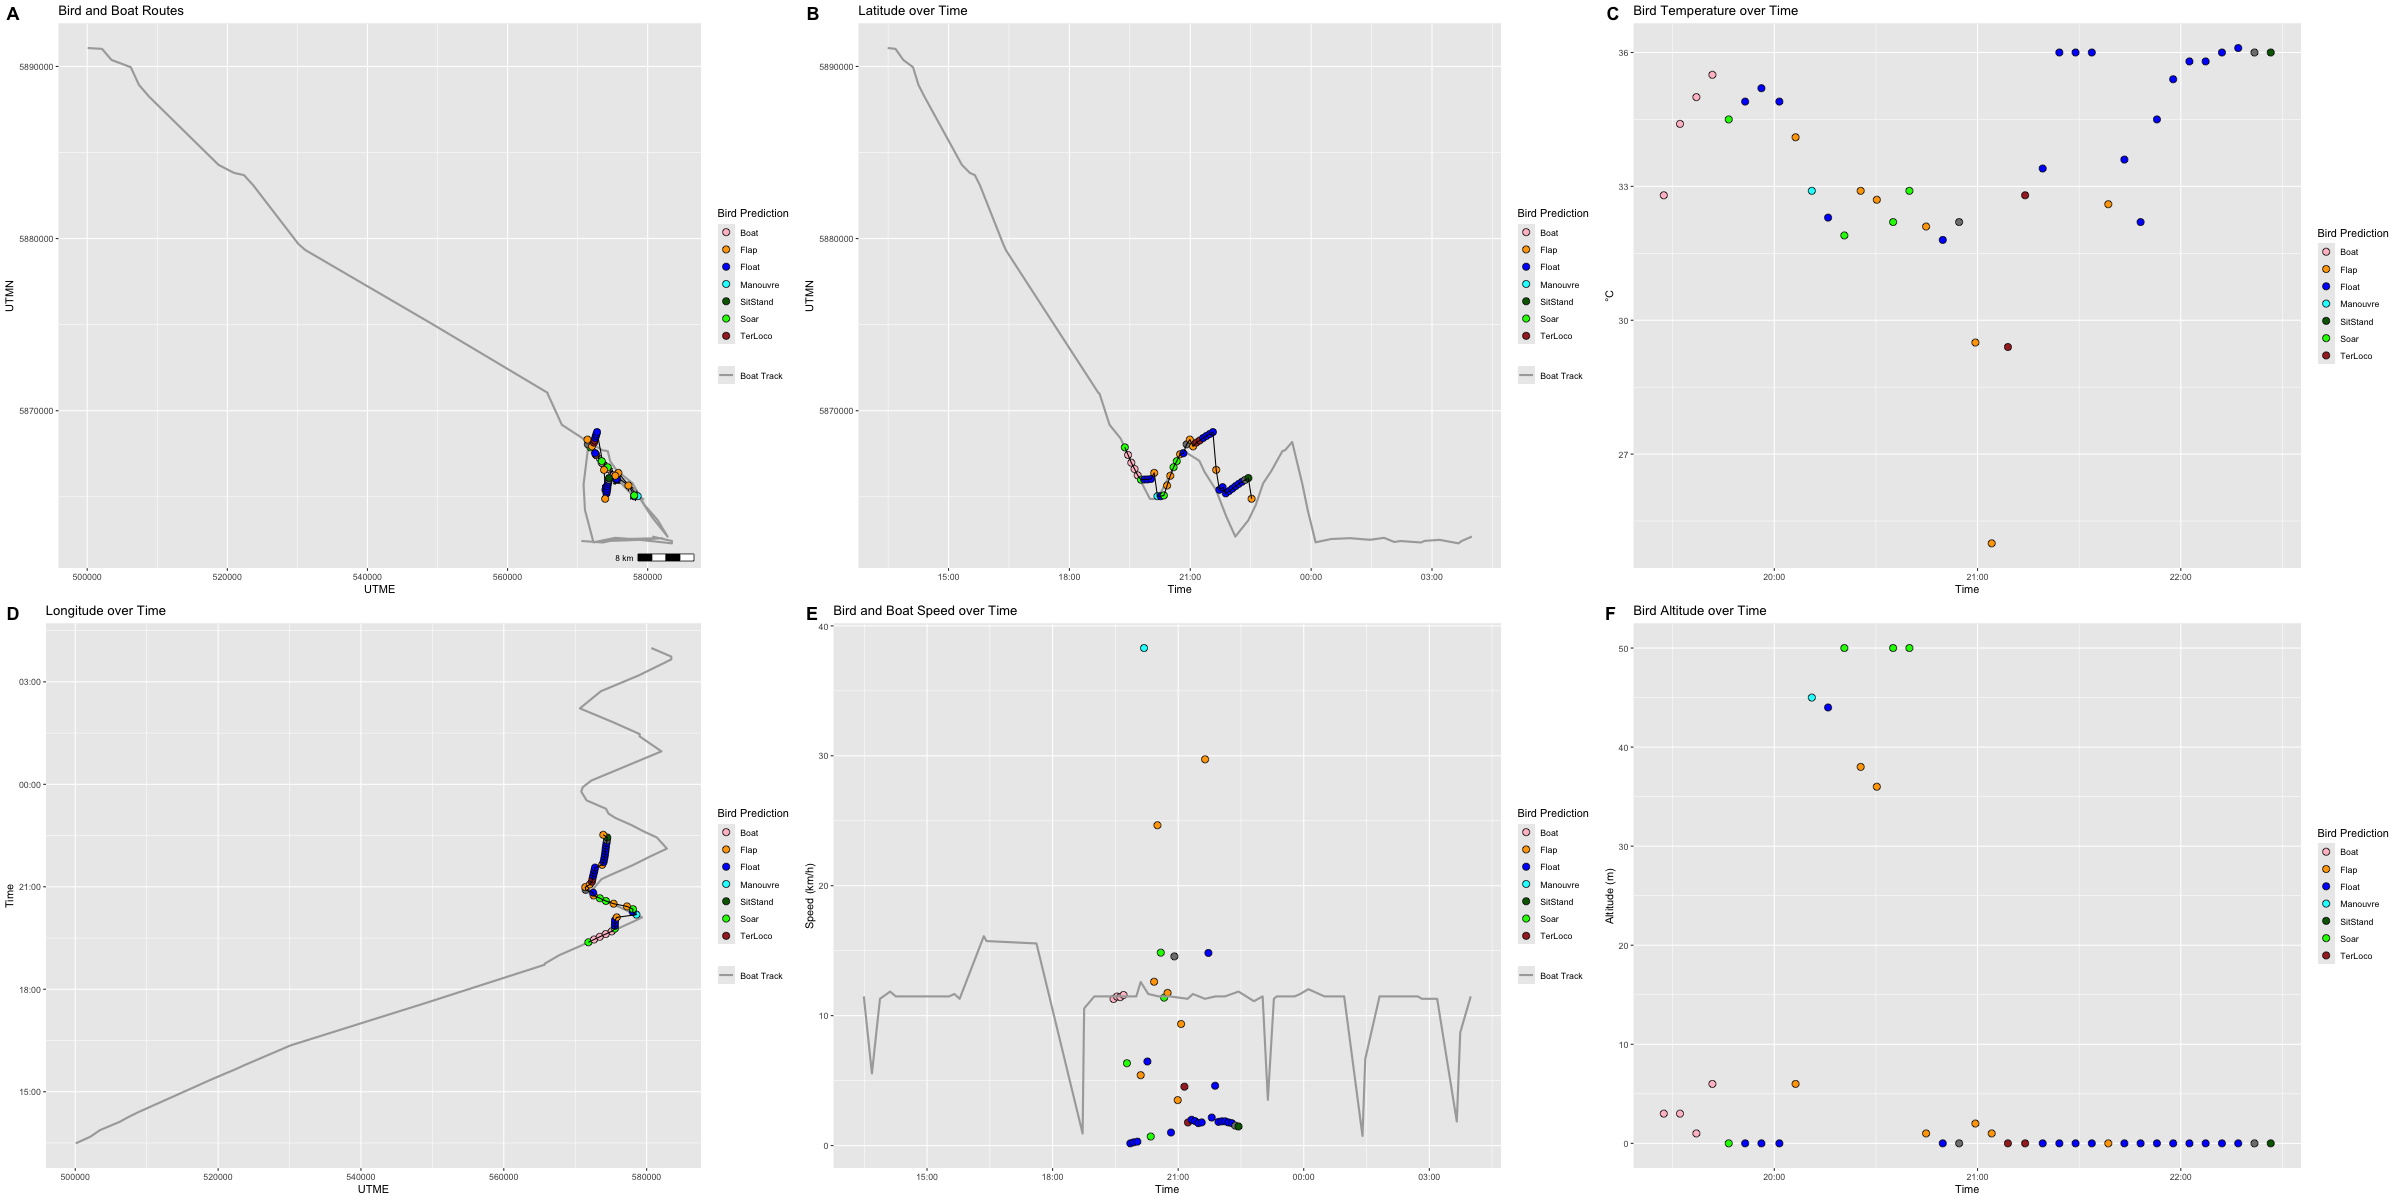 A Bird and Boat Routes
UTMN
5890000
5880000
5870000
500000 520000 540000 560000 580000
UTME
8 km
Bird Prediction
Boat
Flap
Float
Manouvre
SitStand
Soar
TerLoco
Boat Track
B Latitude over Time
UTMN
5890000
5880000
5870000
15:00 18:00 21:00 00:00 03:00
Time
Bird Prediction
Boat
Flap
Float
Manouvre
SitStand
Soar
TerLoco
Boat Track
C Bird Temperature over Time
°C
36
33
30
27
20:00 21:00 22:00
Time
Bird Prediction
Boat
Flap
Float
Manouvre
SitStand
Soar
TerLoco
D Longitude over Time
Time
03:00
00:00
21:00
18:00
15:00
500000 520000 540000 560000 580000
UTME
Bird Prediction
Boat
Flap
Float
Manouvre
SitStand
Soar
TerLoco
Boat Track
E Bird and Boat Speed over Time
Speed (km/h)
40
30
20
10
0
15:00 18:00 21:00 00:00 03:00
Time
Bird Prediction
Boat
Flap
Float
Manouvre
SitStand
Soar
TerLoco
Boat Track
F Bird Altitude over Time
Altitude (m)
50
40
30
20
10
0
20:00 21:00 22:00
Time
Bird Prediction
Boat
Flap
Float
Manouvre
SitStand
Soar
TerLoco